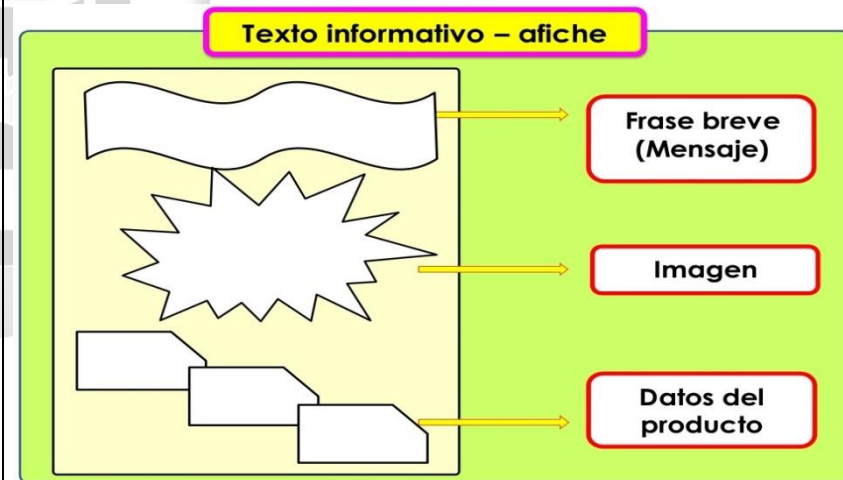 Texto informativo – afiche
Frase breve
(Mensaje)
Imagen
Datos del
producto